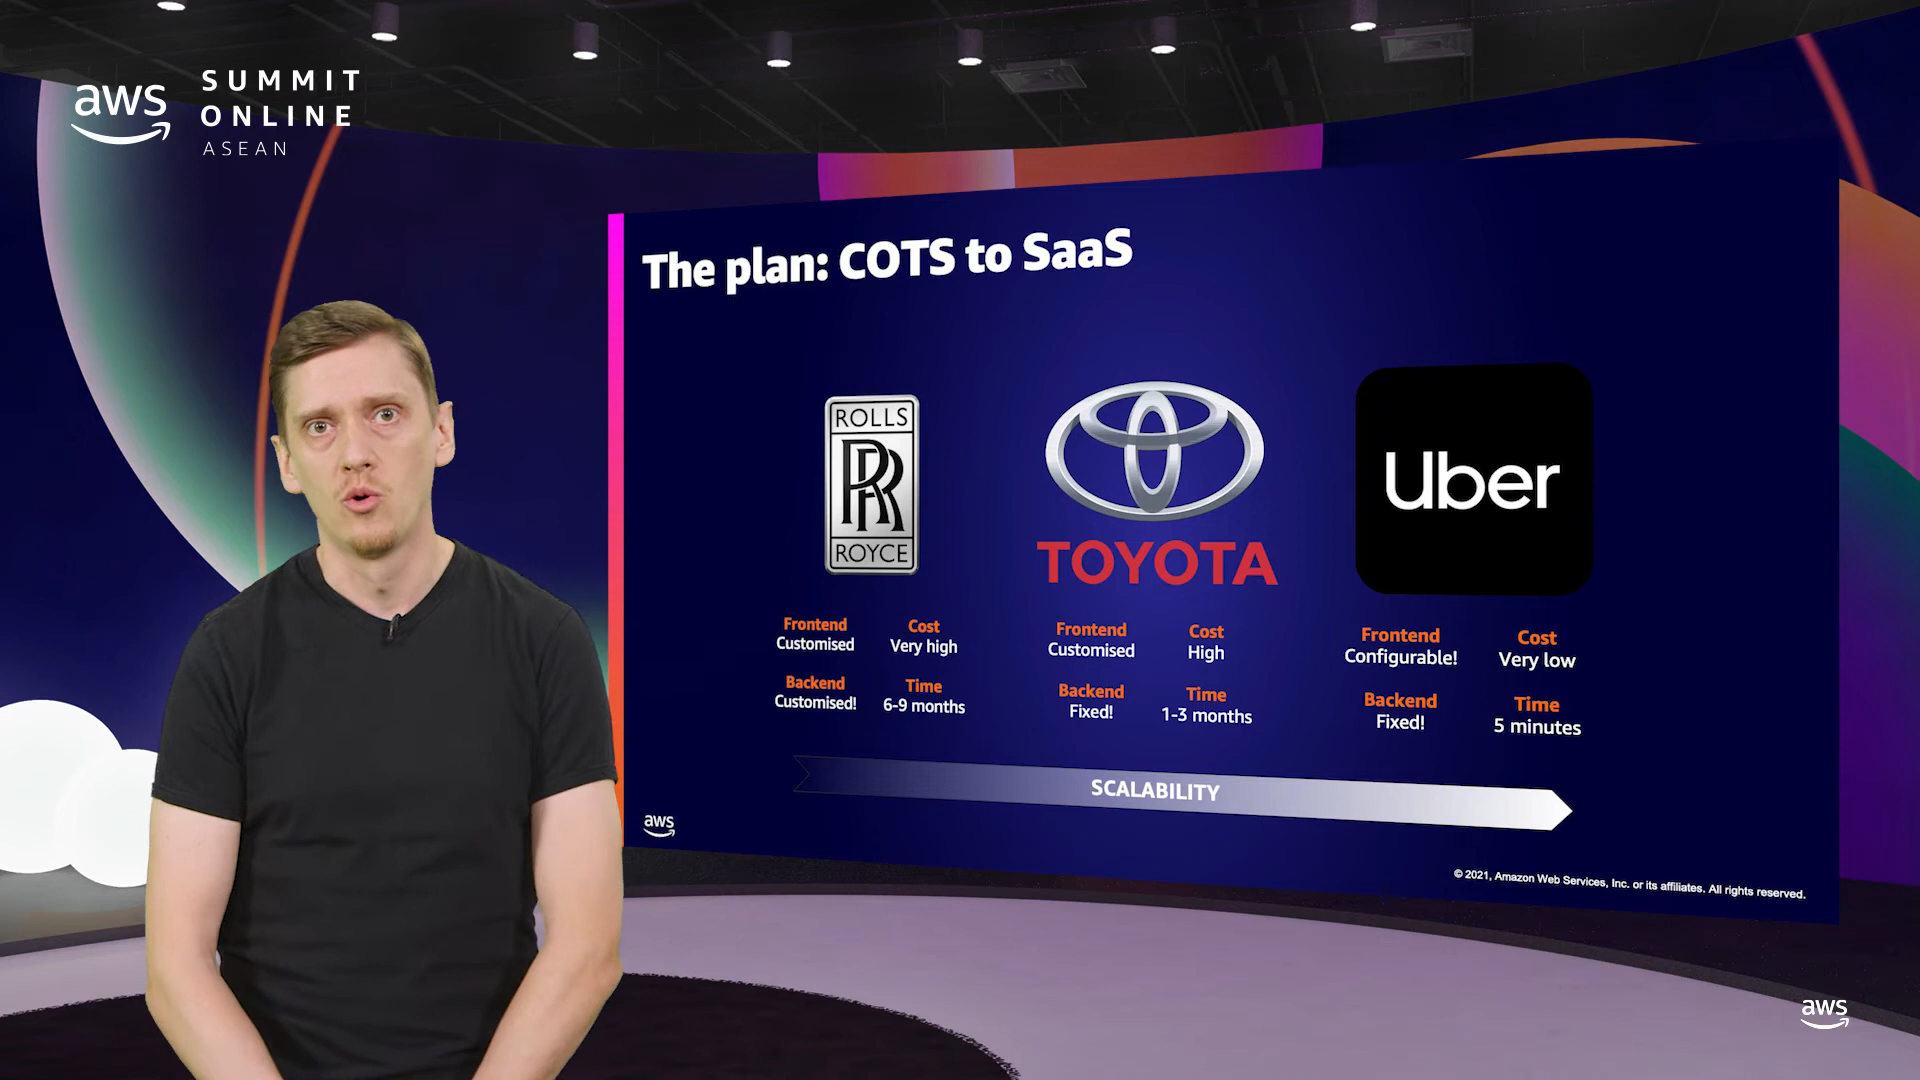 aws
SUMMIT
ONLINE
ASEAN
The plan: COTS to SaaS
ROLLS
RR
ROYCE
TOYOTA
Uber
Frontend
Customised
Cost
Very high
Backend
Customised!
Time
6-9 months
Frontend
Customised
Cost
High
Backend
Fixed!
Time
1-3 months
Frontend
Configurable!
Cost
Very low
Backend
Fixed!
Time
5 minutes
SCALABILITY
aws
© 2021, Amazon Web Services, Inc. or its affiliates. All rights reserved.
aws